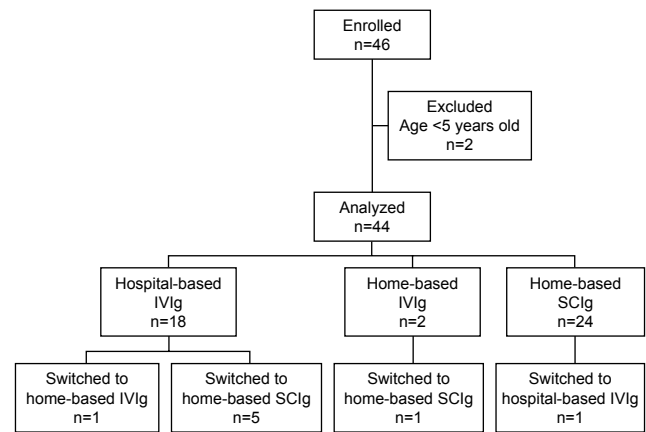 Enrolled
n=46
Excluded
Age <5 years old
n=2
Analyzed
n=44
Hospital-based
IVIg
n=18
Home-based
IVIg
n=2
Home-based
SCIg
n=24
Switched to
home-based IVIg
n=1
Switched to
home-based SCIg
n=5
Switched to
home-based SCIg
n=1
Switched to
hospital-based IVIg
n=1